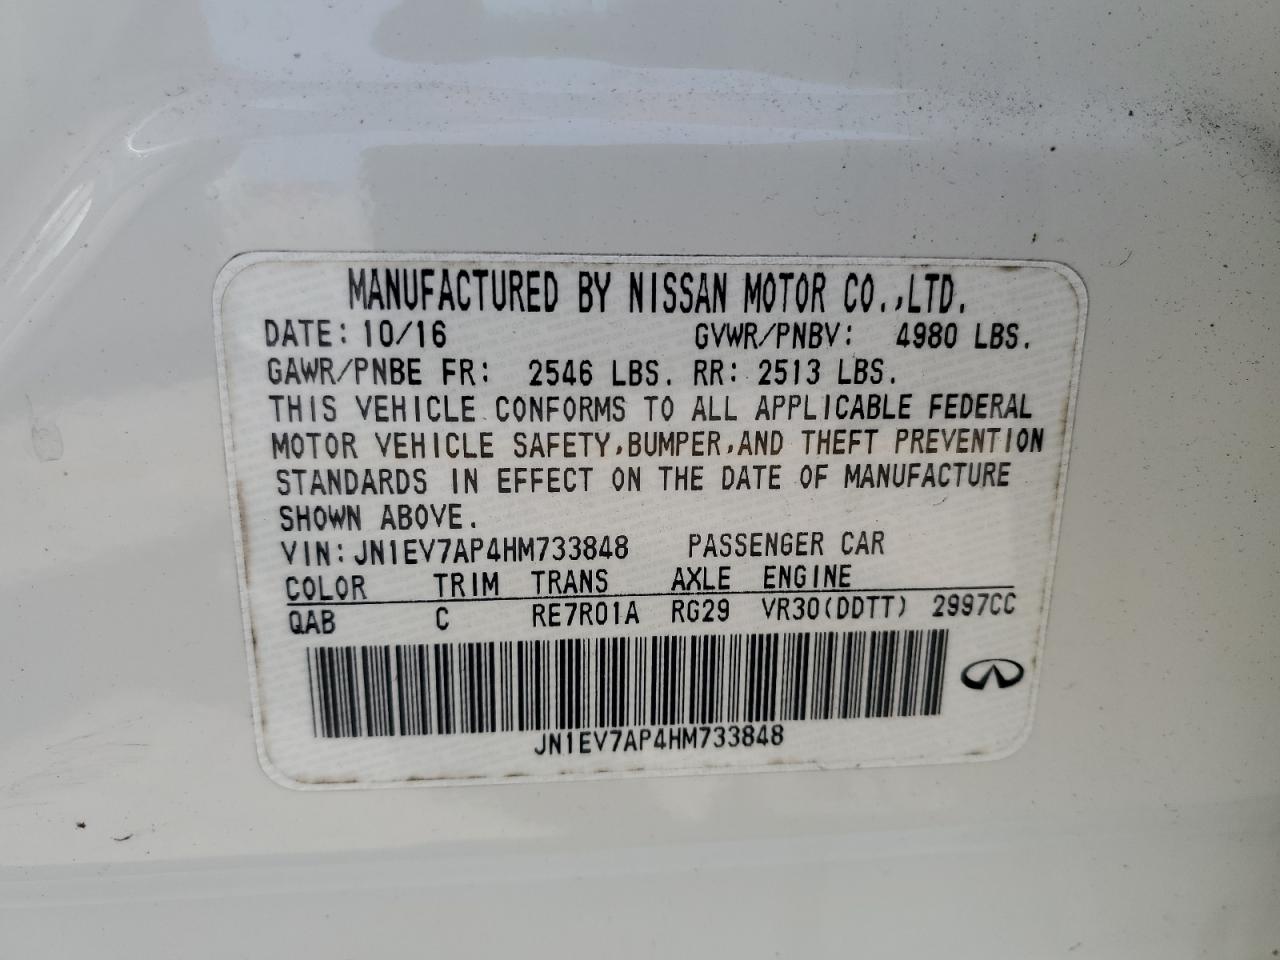 MANUFACTURED BY NISSAN MOTOR CO.,LTD.
DATE: 10/16 GVWR/PNBV: 4980 LBS.
GAWR/PNBE FR: 2546 LBS. RR: 2513 LBS.
THIS VEHICLE CONFORMS TO ALL APPLICABLE FEDERAL
MOTOR VEHICLE SAFETY,BUMPER,AND THEFT PREVENTION
STANDARDS IN EFFECT ON THE DATE OF MANUFACTURE
SHOWN ABOVE.
VIN:JN1EV7AP4HM733848 PASSENGER CAR
COLOR TRIM TRANS AXLE ENGINE
QAB C RE7R01A RG29 VR30(DDTT) 2997CC
JN1EV7AP4HM733848